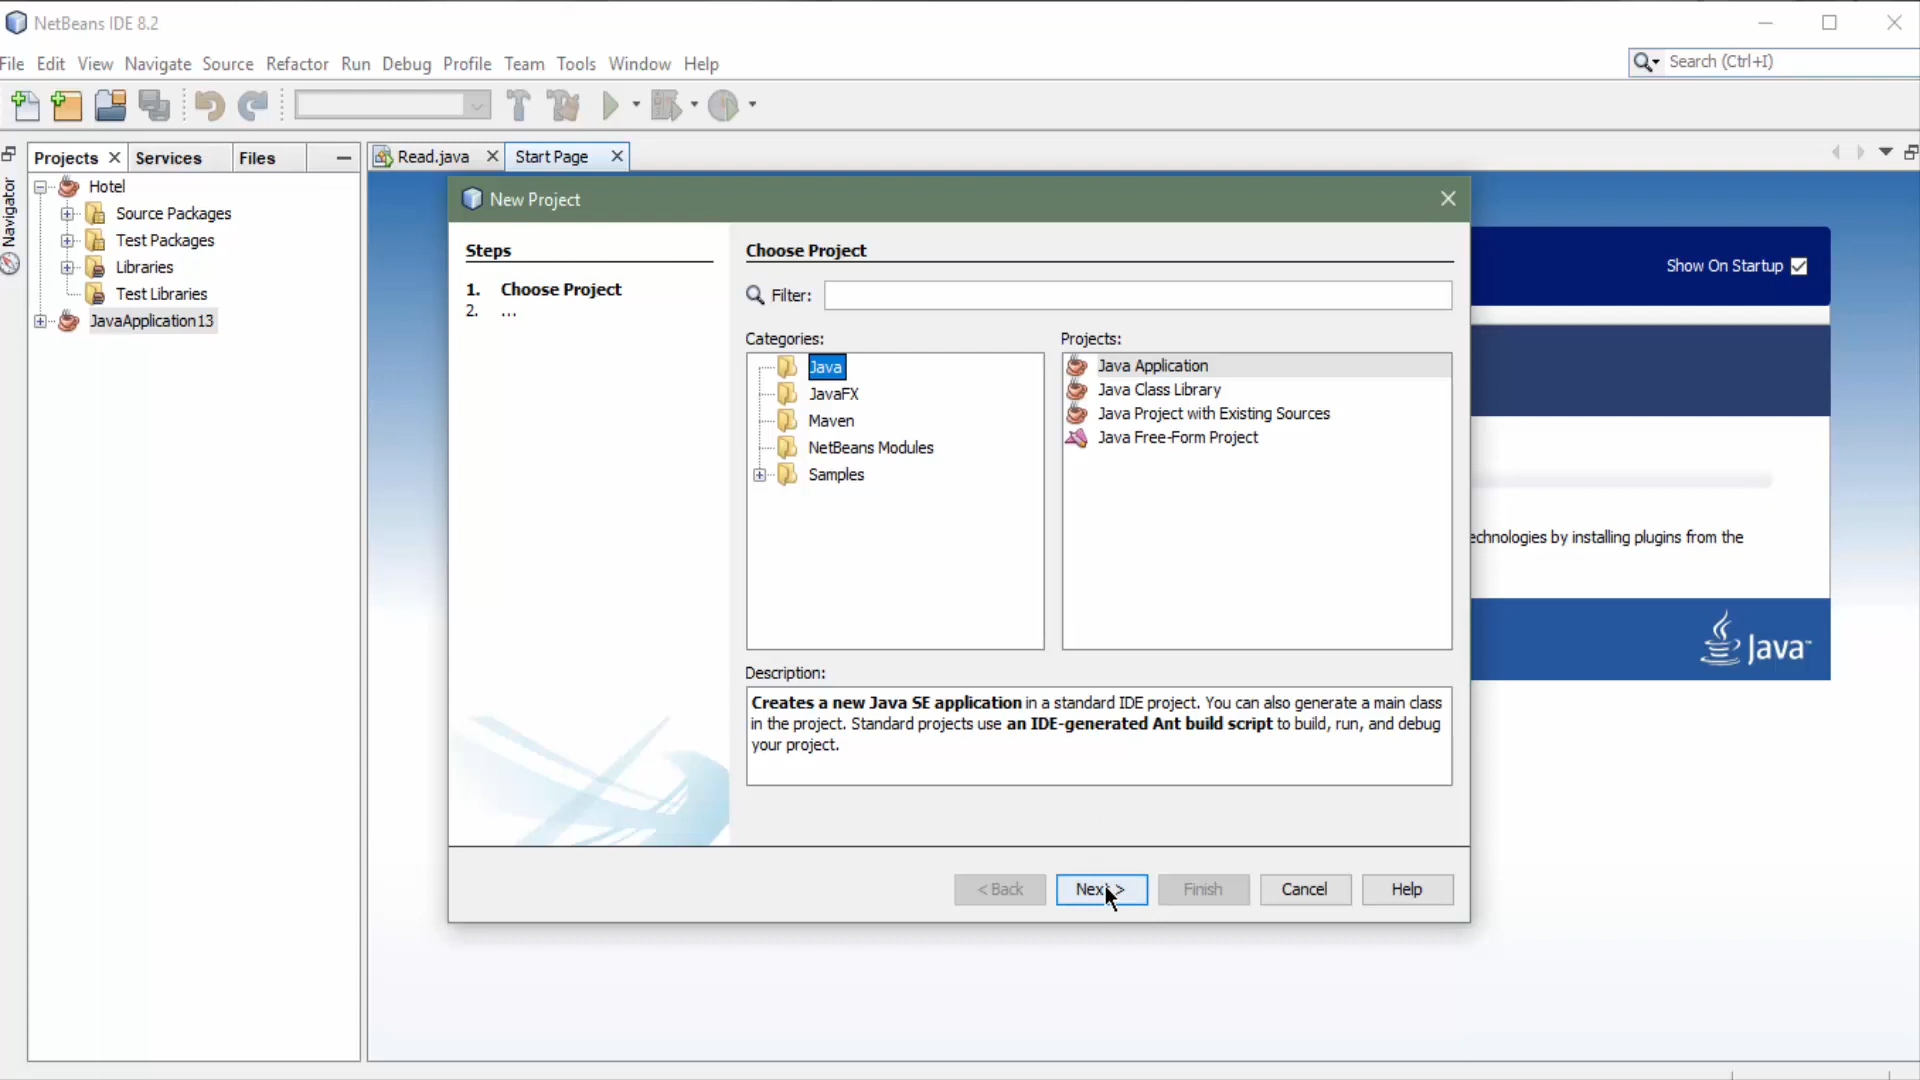 NetBeans IDE 8.2
File Edit View Navigate Source Refactor Run Debug Profile Team Tools Window Help
Search (Ctrl+I)
Projects Services Files
Read.java Start Page
Navigator
Hotel
Source Packages
Test Packages
Libraries
Test Libraries
JavaApplication13
New Project
Steps
1. Choose Project
2. ...
Choose Project
Filter:
Categories:
Java
JavaFX
Maven
NetBeans Modules
Samples
Projects:
Java Application
Java Class Library
Java Project with Existing Sources
Java Free-Form Project
Description:
Creates a new Java SE application in a standard IDE project. You can also generate a main class
in the project. Standard projects use an IDE-generated Ant build script to build, run, and debug
your project.
< Back Next > Finish Cancel Help
Show On Startup
echnologies by installing plugins from the
Java™